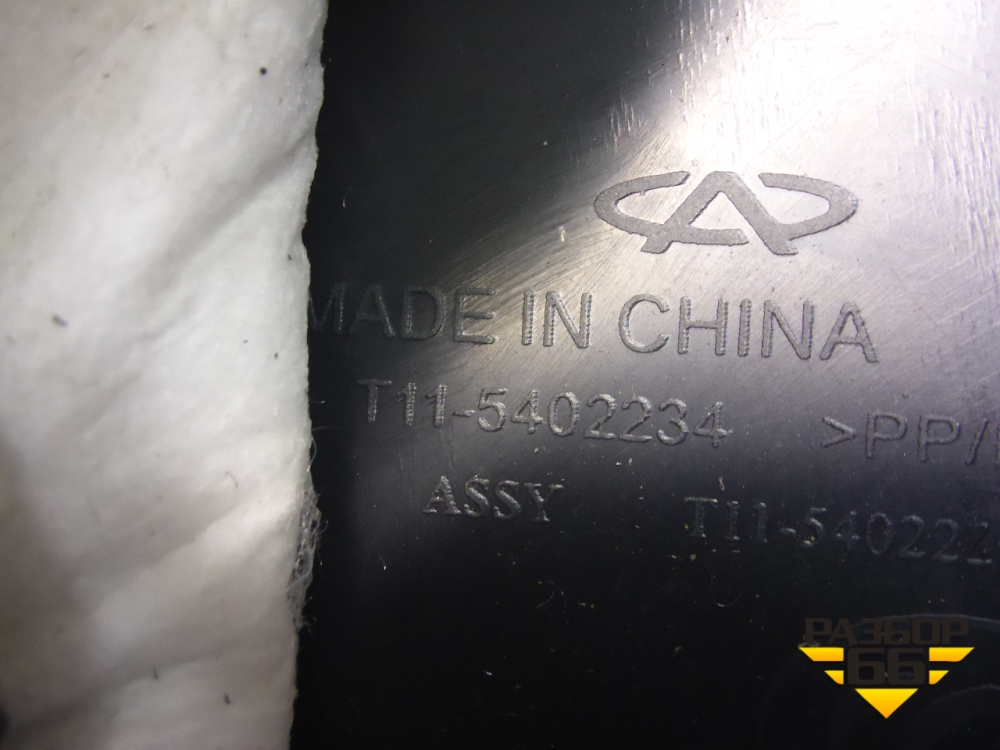 MADE IN CHINA
T11-5402234 >PP/
ASSY T11-54022
РАЗБОР
66